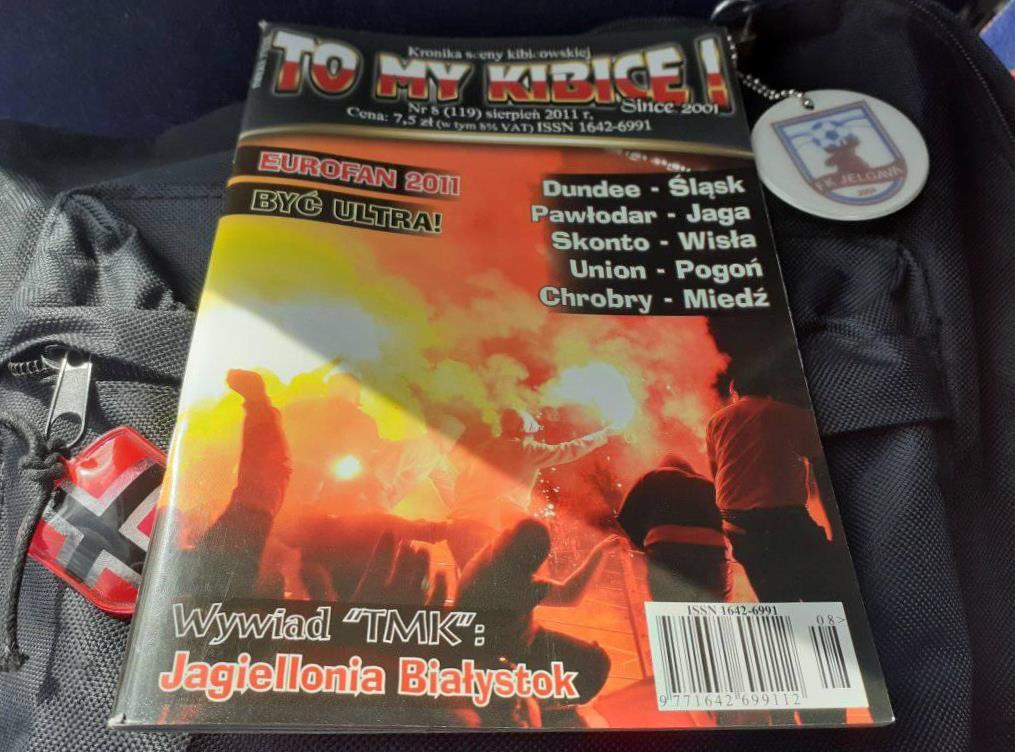 Kronika sceny kibicowskiej
TO MY KIBICE !
Since 2001
Nr 8 (119) sierpień 2011 r,
Cena: 7,5 zł (w tym 8% VAT) ISSN 1642-6991
EUROFAN 2011
BYĆ ULTRA!
Dundee - Śląsk
Pawłodar - Jaga
Skonto - Wisła
Union - Pogoń
Chrobry - Miedź
FK JELGAVA
Wywiad "TMK":
Jagiellonia Białystok
ISSN 1642-6991
08>
9 771642 699112